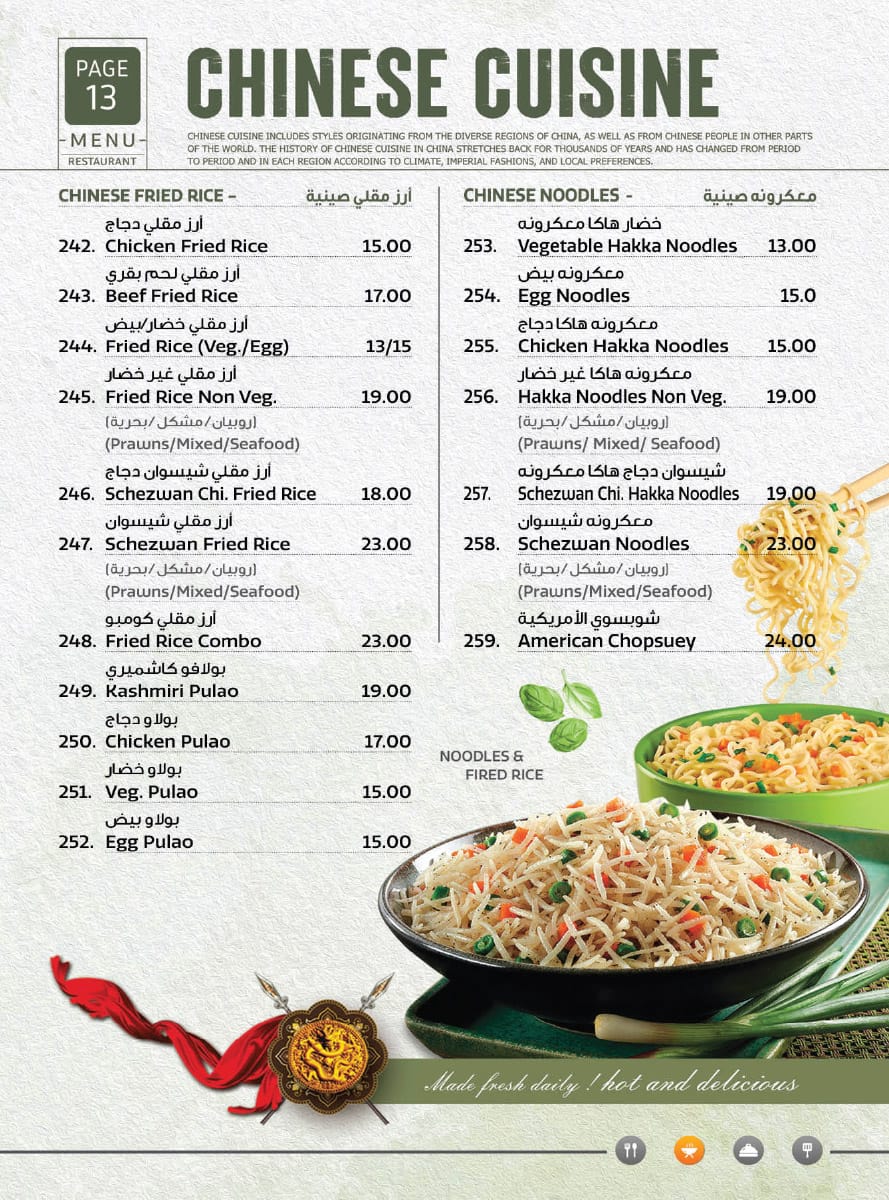 PAGE
13
MENU
RESTAURANT
CHINESE CUISINE
CHINESE CUISINE INCLUDES STYLES ORIGINATING FROM THE DIVERSE REGIONS OF CHINA, AS WELL AS FROM CHINESE PEOPLE IN OTHER PARTS
OF THE WORLD. THE HISTORY OF CHINESE CUISINE IN CHINA STRETCHES BACK FOR THOUSANDS OF YEARS AND HAS CHANGED FROM PERIOD
TO PERIOD AND IN EACH REGION ACCORDING TO CLIMATE, IMPERIAL FASHIONS, AND LOCAL PREFERENCES.
CHINESE FRIED RICE – أرز مقلي صينية
أرز مقلي دجاج
242. Chicken Fried Rice 15.00
أرز مقلي لحم بقري
243. Beef Fried Rice 17.00
أرز مقلي خضار/بيض
244. Fried Rice (Veg./Egg) 13/15
أرز مقلي غير خضار
245. Fried Rice Non Veg. 19.00
(روبيان/مشكل/بحرية)
(Prawns/Mixed/Seafood)
أرز مقلي شيسوان دجاج
246. Schezwan Chi. Fried Rice 18.00
أرز مقلي شيسوان
247. Schezwan Fried Rice 23.00
(روبيان/مشكل/بحرية)
(Prawns/Mixed/Seafood)
أرز مقلي كومبو
248. Fried Rice Combo 23.00
بولافو كاشميري
249. Kashmiri Pulao 19.00
بولاو دجاج
250. Chicken Pulao 17.00
بولاو خضار
251. Veg. Pulao 15.00
بولاو بيض
252. Egg Pulao 15.00
CHINESE NOODLES - معكرونه صينية
خضار هاكا معكرونه
253. Vegetable Hakka Noodles 13.00
معكرونه بيض
254. Egg Noodles 15.0
معكرونه هاكا دجاج
255. Chicken Hakka Noodles 15.00
معكرونه هاكا غير خضار
256. Hakka Noodles Non Veg. 19.00
(روبيان/مشكل/بحرية)
(Prawns/ Mixed/ Seafood)
شيسوان دجاج هاكا معكرونه
257. Schezwan Chi. Hakka Noodles 19.00
معكرونه شيسوان
258. Schezwan Noodles 23.00
(روبيان/مشكل/بحرية)
(Prawns/Mixed/Seafood)
شوبسوي الأمريكية
259. American Chopsuey 24.00
NOODLES &
FIRED RICE
Made fresh daily ! hot and delicious